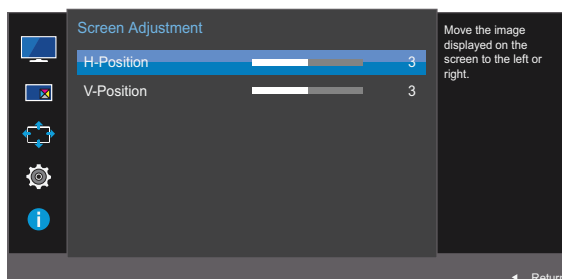 Screen Adjustment
H-Position 3
V-Position 3
Move the image
displayed on the
screen to the left or
right.
Return